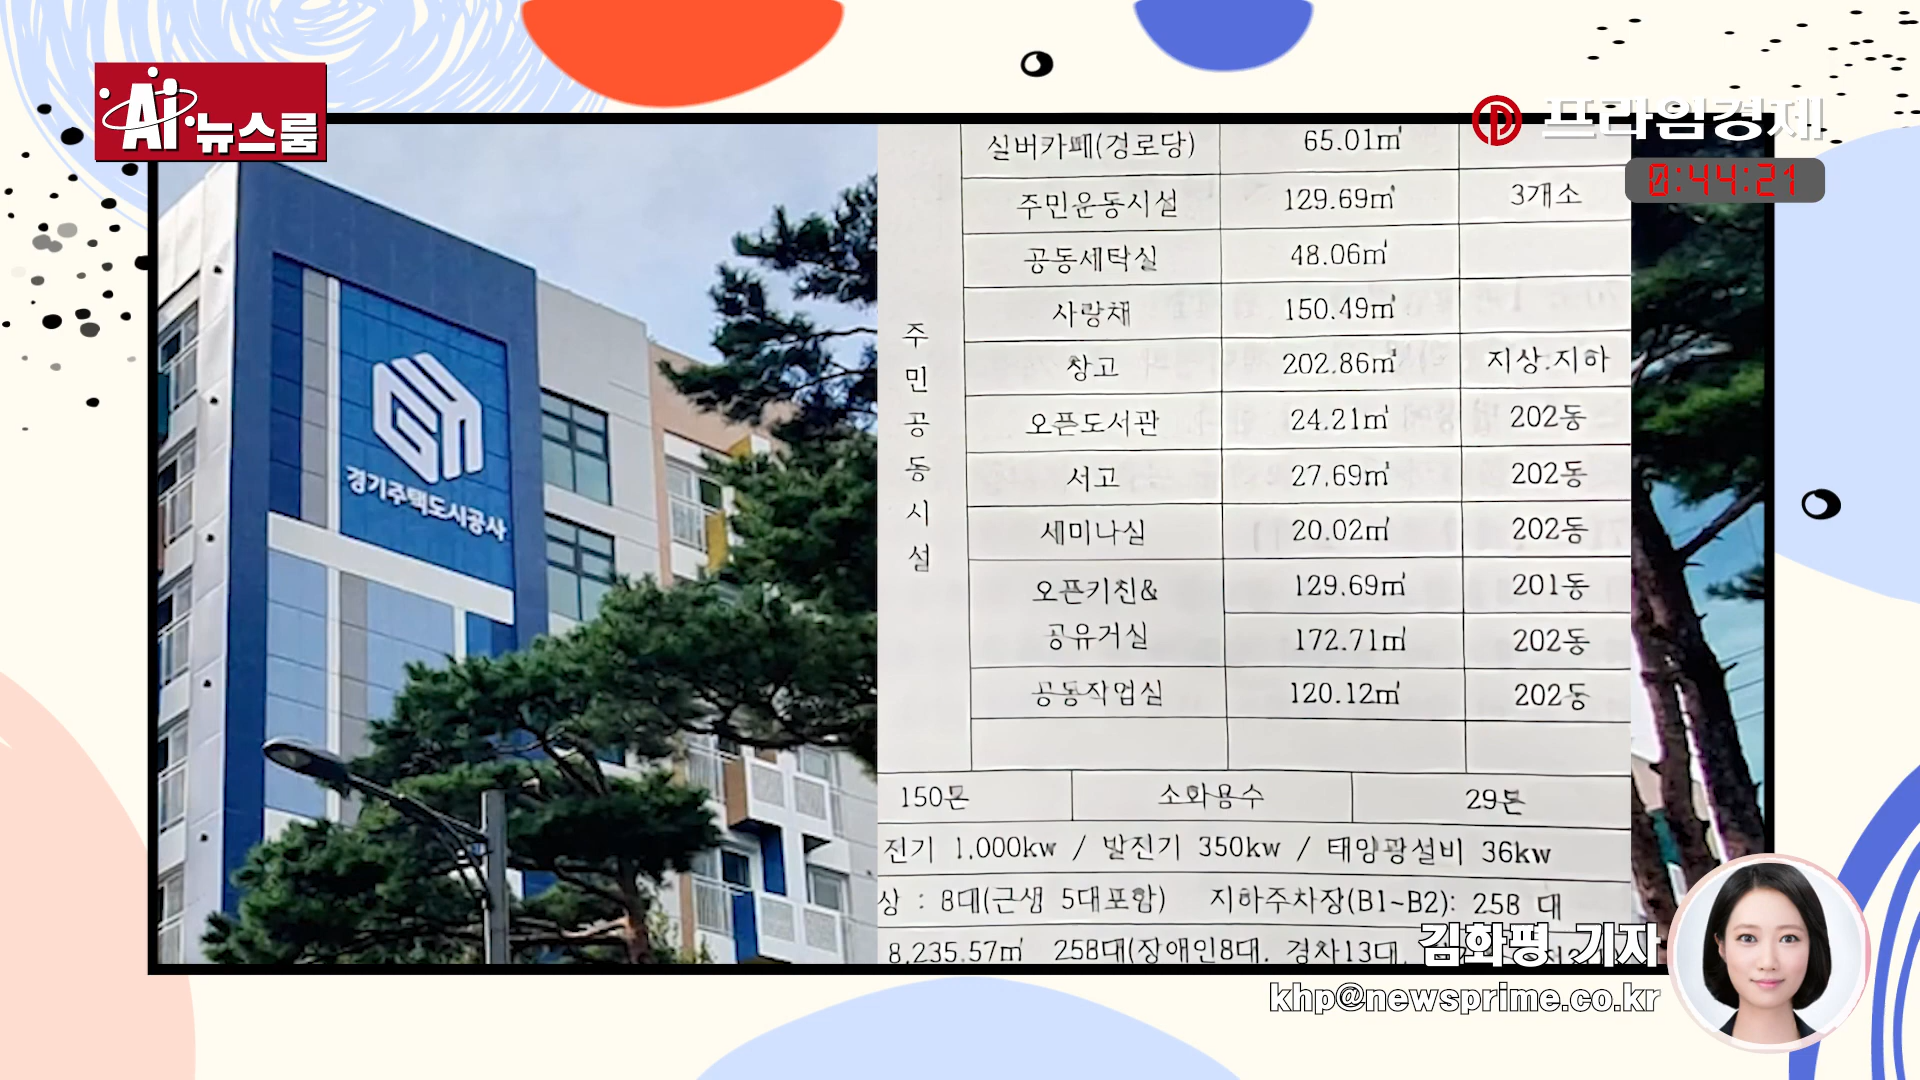 Ai 뉴스룸
프라임경제
0:44:21
경기주택도시공사
주민공동시설
실버카페(경로당) 65.01㎡
주민운동시설 129.69㎡ 3개소
공동세탁실 48.06㎡
사랑채 150.49㎡
창고 202.86㎡ 지상.지하
오픈도서관 24.21㎡ 202동
서고 27.69㎡ 202동
세미나실 20.02㎡ 202동
오픈키친& 129.69㎡ 201동
공유거실 172.71㎡ 202동
공동작업실 120.12㎡ 202동
150톤 소화용수 29톤
전기 1,000kw / 발전기 350kw / 태양광설비 36kw
상 : 8대(근생 5대포함) 지하주차장(B1~B2): 258 대
8,235.57㎡ 258대(장애인8대, 경차13대,
김화평 기자
khp@newsprime.co.kr